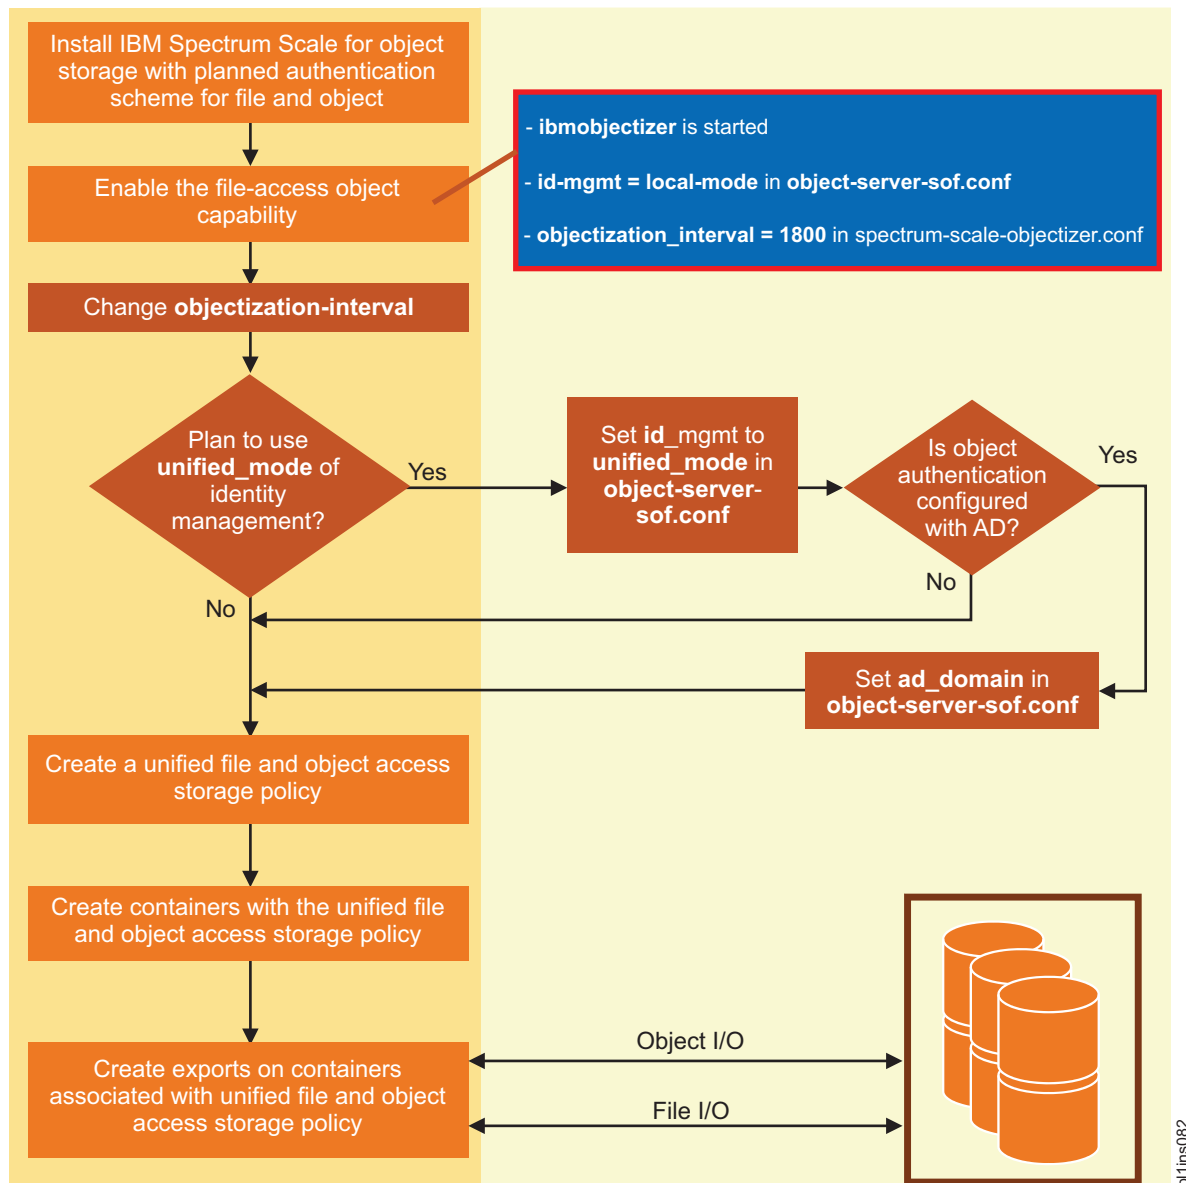 Install IBM Spectrum Scale for object
storage with planned authentication
scheme for file and object
- ibmobjectizer is started
- id-mgmt = local-mode in object-server-sof.conf
- objectization_interval = 1800 in spectrum-scale-objectizer.conf
Enable the file-access object
capability
Change objectization-interval
Plan to use
unified_mode of
identity
management?
Yes
Set id_mgmt to
unified_mode in
object-server-
sof.conf
Is object
authentication
configured
with AD?
Yes
No
No
Set ad_domain in
object-server-sof.conf
Create a unified file and object access
storage policy
Create containers with the unified file
and object access storage policy
Create exports on containers
associated with unified file and object
access storage policy
Object I/O
File I/O